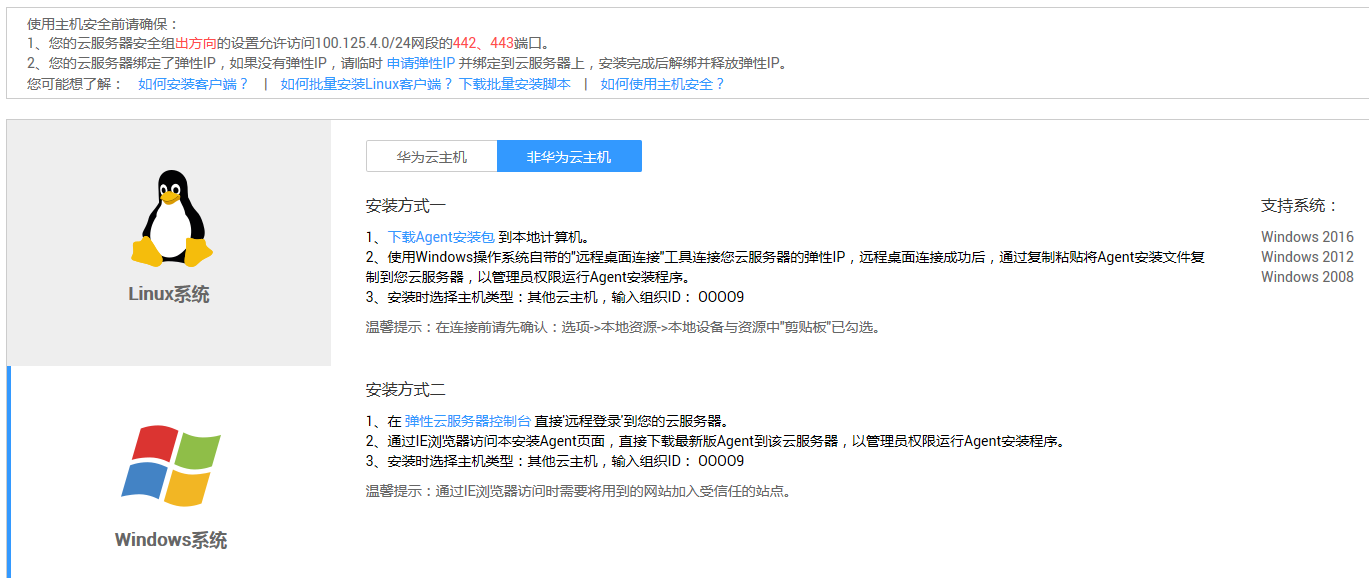 使用主机安全前请确保：
1、您的云服务器安全组出方向的设置允许访问100.125.4.0/24网段的442、443端口。
2、您的云服务器绑定了弹性IP，如果没有弹性IP，请临时 申请弹性IP 并绑定到云服务器上，安装完成后解绑并释放弹性IP。
您可能想了解： 如何安装客户端？ | 如何批量安装Linux客户端？下载批量安装脚本 | 如何使用主机安全？
Linux系统
Windows系统
华为云主机
非华为云主机
安装方式一
1、下载Agent安装包 到本地计算机。
2、使用Windows操作系统自带的"远程桌面连接"工具连接您云服务器的弹性IP，远程桌面连接成功后，通过复制粘贴将Agent安装文件复
制到您云服务器，以管理员权限运行Agent安装程序。
3、安装时选择主机类型：其他云主机，输入组织ID： 00009
温馨提示：在连接前请先确认：选项->本地资源->本地设备与资源中"剪贴板"已勾选。
安装方式二
1、在 弹性云服务器控制台 直接'远程登录'到您的云服务器。
2、通过IE浏览器访问本安装Agent页面，直接下载最新版Agent到该云服务器，以管理员权限运行Agent安装程序。
3、安装时选择主机类型：其他云主机，输入组织ID： 00009
温馨提示：通过IE浏览器访问时需要将用到的网站加入受信任的站点。
支持系统：
Windows 2016
Windows 2012
Windows 2008